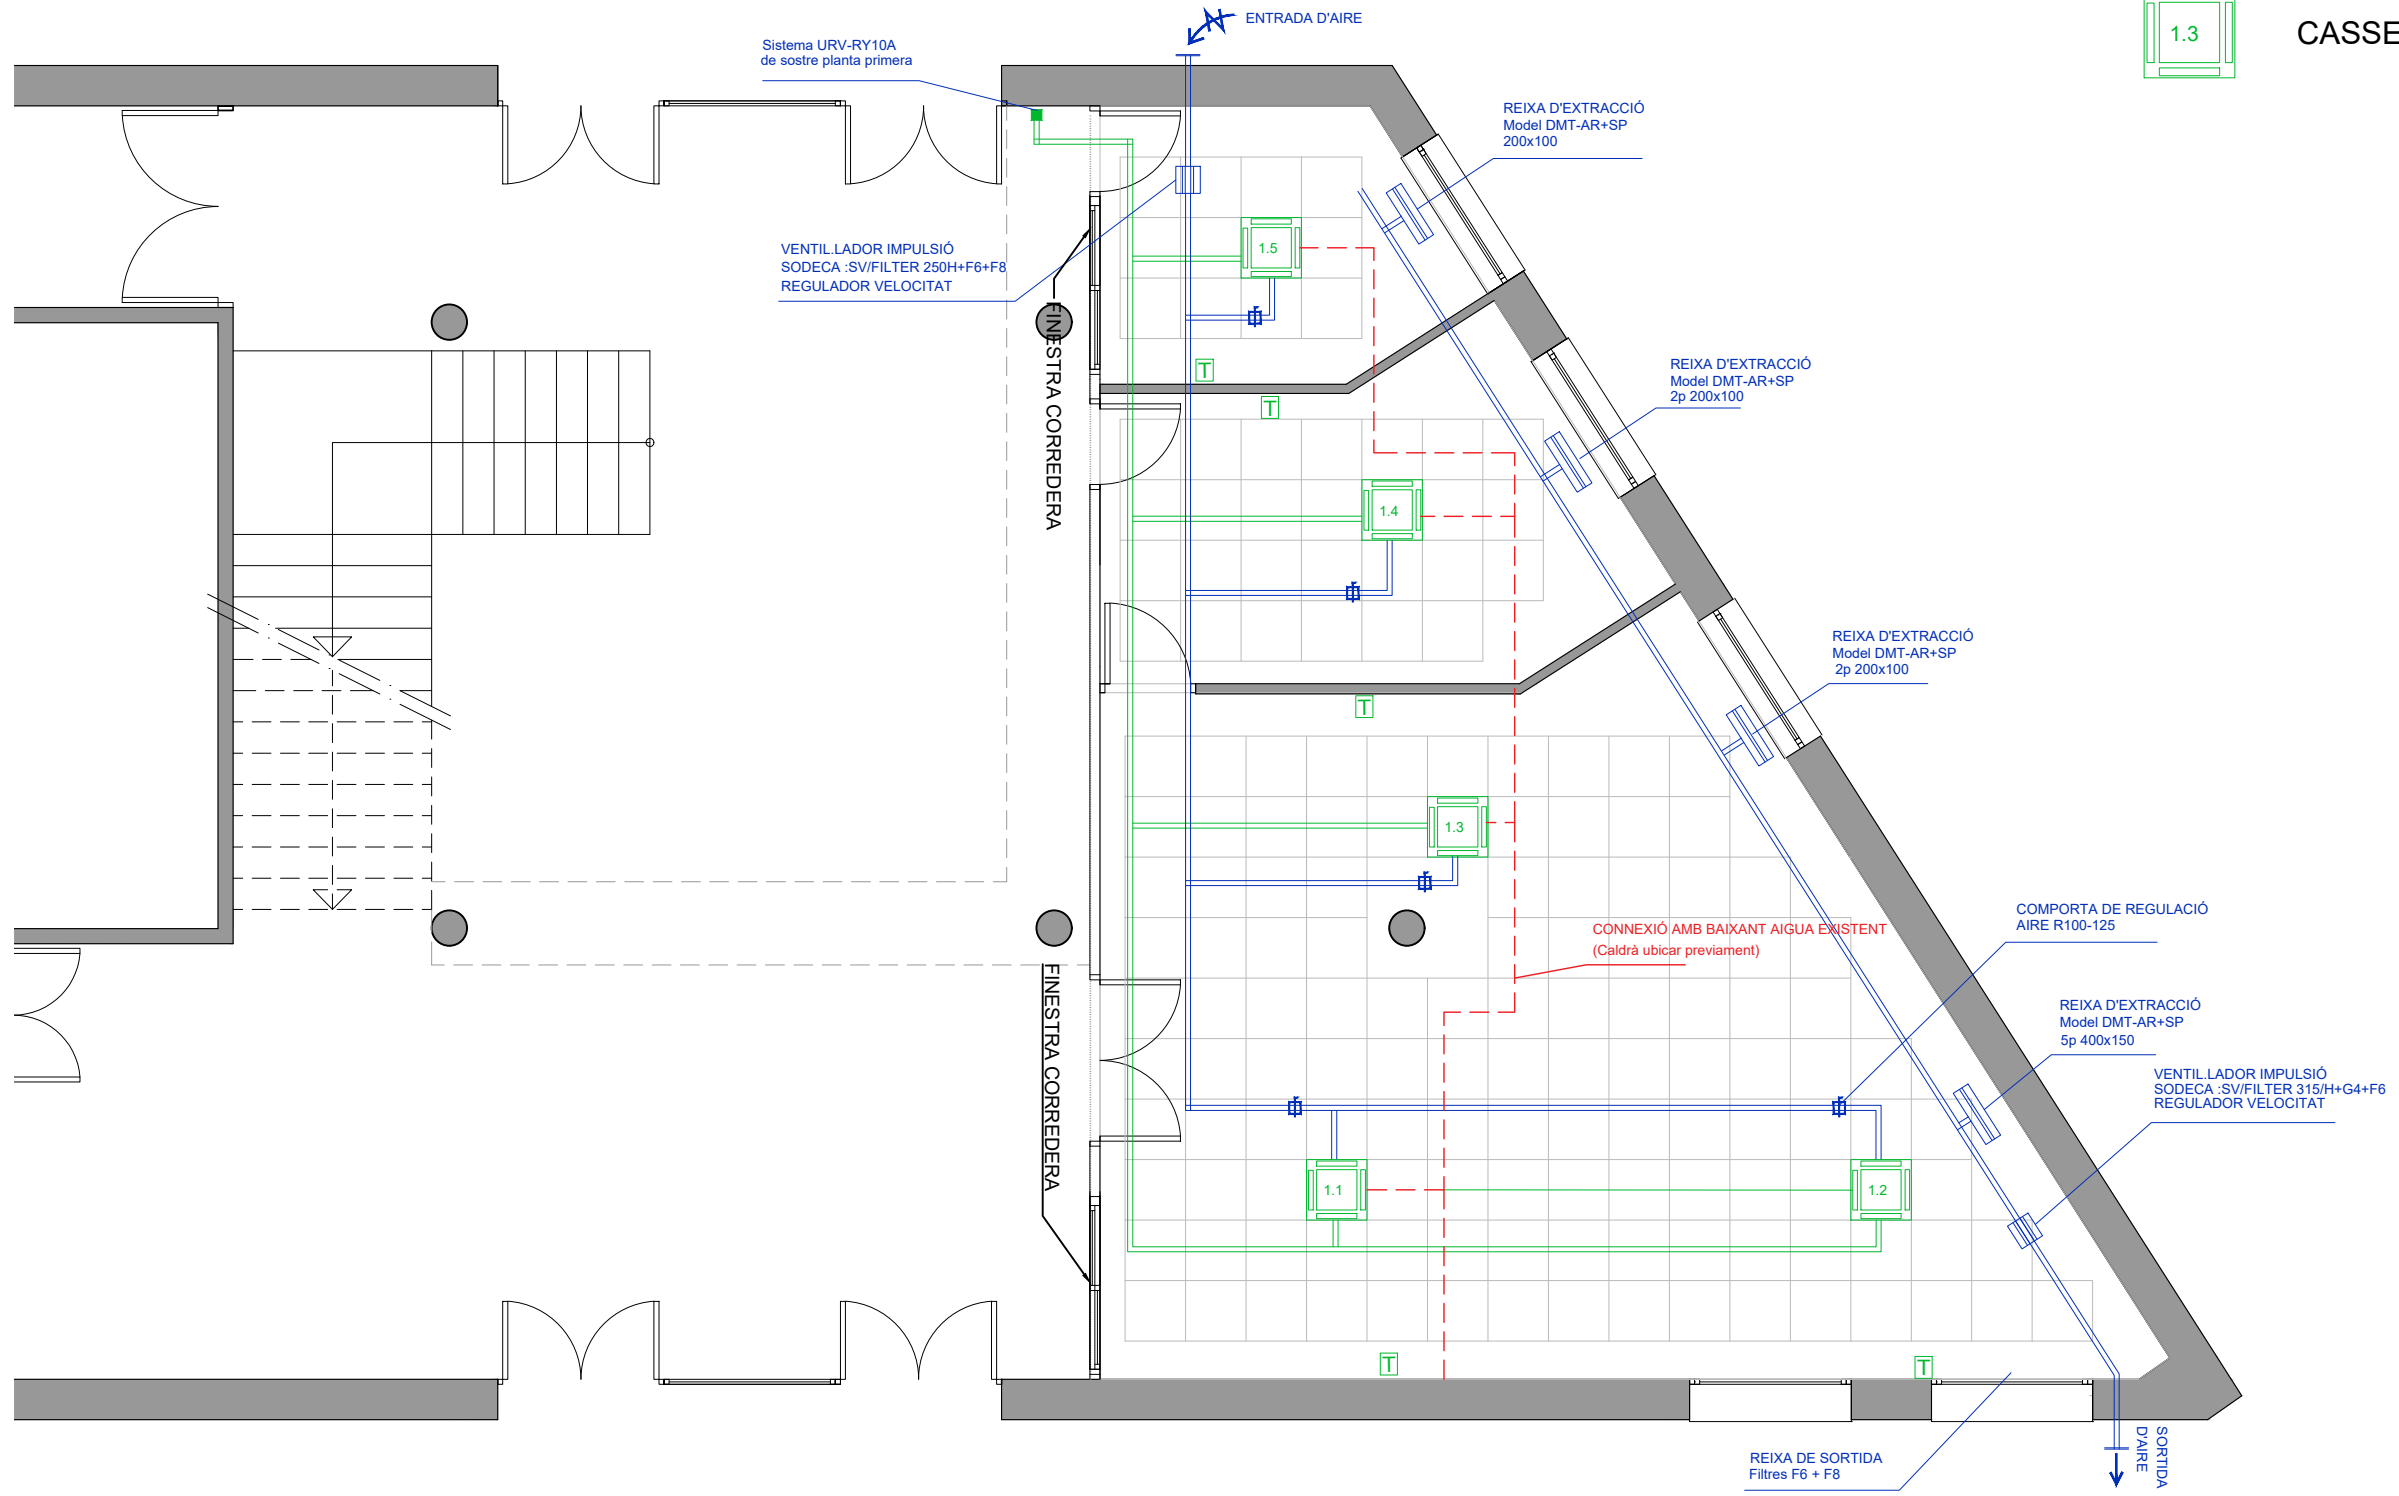 ENTRADA D'AIRE
1.3
CASSE
Sistema URV-RY10A
de sostre planta primera
REIXA D'EXTRACCIÓ
Model DMT-AR+SP
200x100
VENTIL.LADOR IMPULSIÓ
SODECA :SV/FILTER 250H+F6+F8
REGULADOR VELOCITAT
1.5
FINESTRA CORREDERA
T
T
REIXA D'EXTRACCIÓ
Model DMT-AR+SP
2p 200x100
1.4
REIXA D'EXTRACCIÓ
Model DMT-AR+SP
2p 200x100
T
1.3
CONNEXIÓ AMB BAIXANT AIGUA EXISTENT
(Caldrà ubicar previament)
COMPORTA DE REGULACIÓ
AIRE R100-125
FINESTRA CORREDERA
REIXA D'EXTRACCIÓ
Model DMT-AR+SP
5p 400x150
VENTIL.LADOR IMPULSIÓ
SODECA :SV/FILTER 315/H+G4+F6
REGULADOR VELOCITAT
1.1
1.2
T
T
REIXA DE SORTIDA
Filtres F6 + F8
SORTIDA
D'AIRE